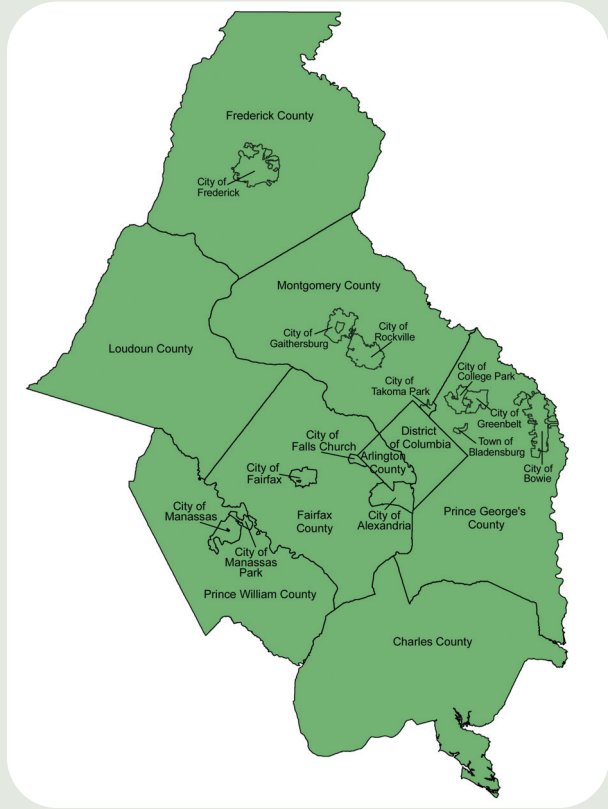 Frederick County
City of
Frederick
Montgomery County
City of
Gaithersburg
City of
Rockville
Loudoun County
City of
Takoma Park
City of
College Park
City of
Greenbelt
Town of
Bladensburg
City of
Bowie
District
of Columbia
City of
Falls Church
Arlington
County
City of
Fairfax
City of
Alexandria
Fairfax
County
Prince George's
County
City of
Manassas
City of
Manassas
Park
Prince William County
Charles County